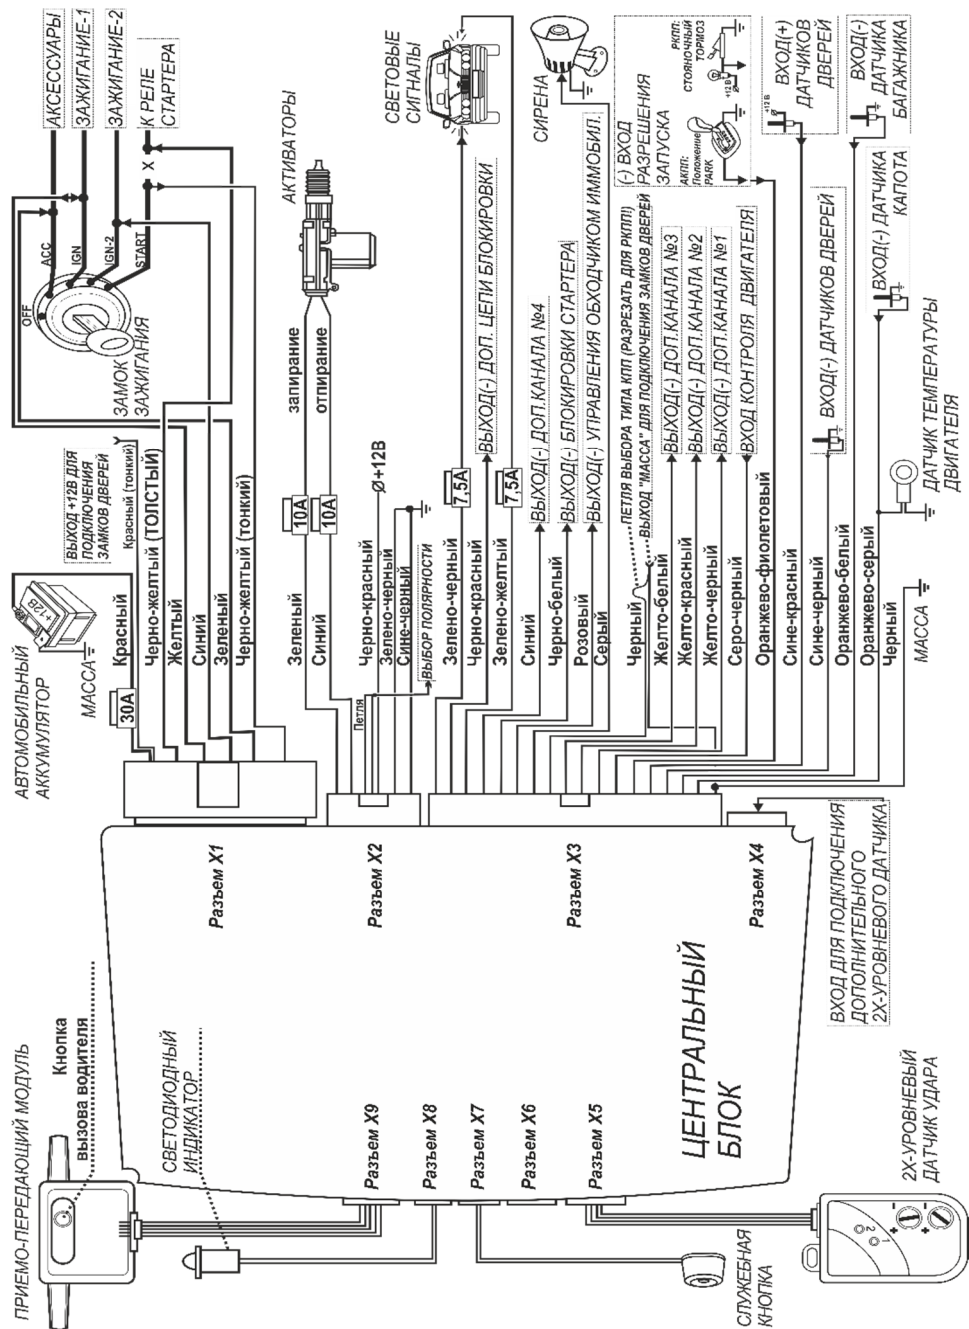 ПРИЕМО-ПЕРЕДАЮЩИЙ МОДУЛЬ
Кнопка
вызова водителя
СВЕТОДИОДНЫЙ
ИНДИКАТОР
Разъем X9
Разъем X8
Разъем X7
Разъем X6
Разъем X5
СЛУЖЕБНАЯ
КНОПКА
2Х-УРОВНЕВЫЙ
ДАТЧИК УДАРА
1
2
+
-
+
-
ЦЕНТРАЛЬНЫЙ
БЛОК
Разъем X1
Разъем X2
Разъем X3
Разъем X4
ВХОД ДЛЯ ПОДКЛЮЧЕНИЯ
ДОПОЛНИТЕЛЬНОГО
2Х-УРОВНЕВОГО ДАТЧИКА
АВТОМОБИЛЬНЫЙ
АККУМУЛЯТОР
+12В
МАССА
30А
Красный
ВЫХОД +12В ДЛЯ
ПОДКЛЮЧЕНИЯ
ЗАМКОВ ДВЕРЕЙ
Красный (тонкий)
Черно-желтый (ТОЛСТЫЙ)
Желтый
Синий
Зеленый
Черно-желтый (тонкий)
ЗАМОК
ЗАЖИГАНИЯ
OFF
ACC
IGN
IGN-2
START
X
АКСЕССУАРЫ
ЗАЖИГАНИЕ-1
ЗАЖИГАНИЕ-2
К РЕЛЕ
СТАРТЕРА
Зеленый
Синий
10А
10А
запирание
отпирание
АКТИВАТОРЫ
Петля
Черно-красный
Зелено-черный
Сине-черный
Ø+12В
ВЫБОР ПОЛЯРНОСТИ
Зелено-черный
7,5А
Черно-красный
ВЫХОД(-) ДОП. ЦЕПИ БЛОКИРОВКИ
Зелено-желтый
7,5А
СВЕТОВЫЕ
СИГНАЛЫ
Синий
ВЫХОД(-) ДОП.КАНАЛА №4
Черно-белый
ВЫХОД(-) БЛОКИРОВКИ СТАРТЕРА
Розовый
ВЫХОД(-) УПРАВЛЕНИЯ ОБХОДЧИКОМ ИММОБИЛ.
Серый
СИРЕНА
Черный
ПЕТЛЯ ВЫБОРА ТИПА КПП (РАЗРЕЗАТЬ ДЛЯ РКПП!)
ВЫХОД "МАССА" ДЛЯ ПОДКЛЮЧЕНИЯ ЗАМКОВ ДВЕРЕЙ
Желто-белый
ВЫХОД(-) ДОП.КАНАЛА №3
Желто-красный
ВЫХОД(-) ДОП.КАНАЛА №2
Желто-черный
ВЫХОД(-) ДОП.КАНАЛА №1
Серо-черный
ВХОД КОНТРОЛЯ ДВИГАТЕЛЯ
Оранжево-фиолетовый
(-) ВХОД
РАЗРЕШЕНИЯ
ЗАПУСКА
АКПП:
Положение
PARK
РКПП:
СТОЯНОЧНЫЙ
ТОРМОЗ
+12 В
Сине-красный
+12 В
ВХОД(+)
ДАТЧИКОВ
ДВЕРЕЙ
Сине-черный
ВХОД(-) ДАТЧИКОВ ДВЕРЕЙ
Оранжево-белый
ВХОД(-)
ДАТЧИКА
БАГАЖНИКА
Оранжево-серый
ВХОД(-) ДАТЧИКА
КАПОТА
ДАТЧИК ТЕМПЕРАТУРЫ
ДВИГАТЕЛЯ
Черный
МАССА